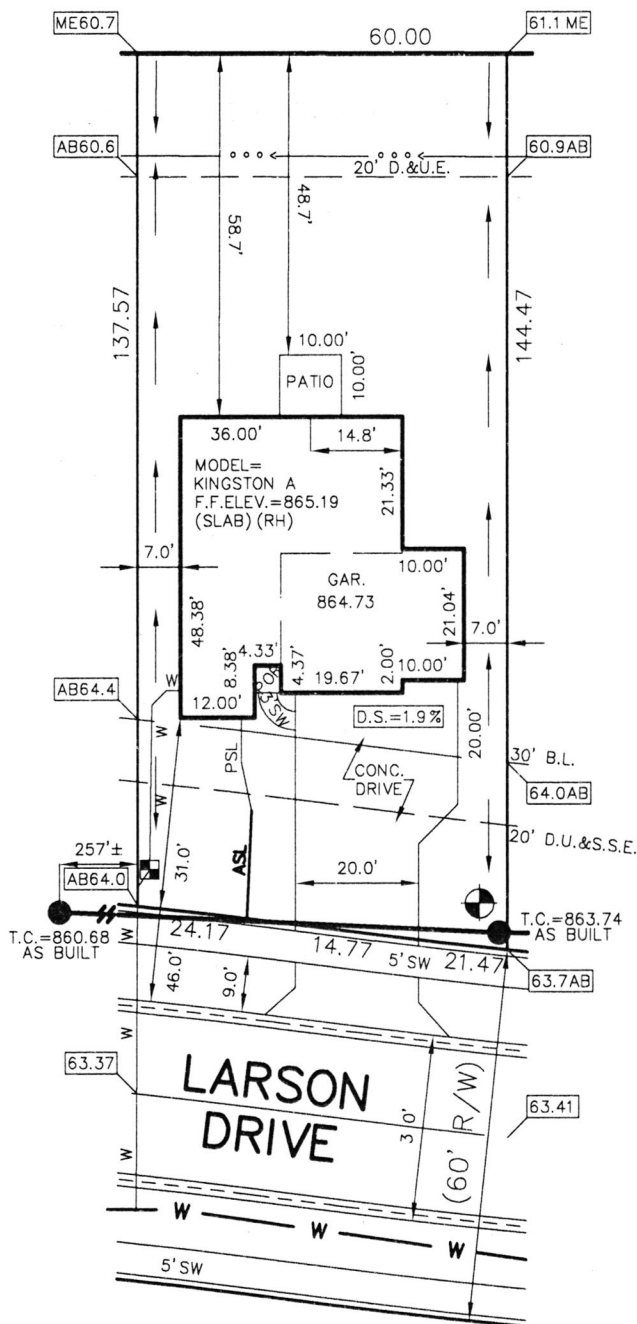 ME60.7
61.1 ME
60.00
AB60.6
60.9AB
20' D.&U.E.
48.7'
58.7'
137.57
144.47
10.00'
PATIO
10.00'
36.00'
14.8'
MODEL=
KINGSTON A
F.F.ELEV.=865.19
(SLAB) (RH)
21.33'
7.0'
10.00'
GAR.
864.73
48.38'
21.04'
7.0'
4.33'
8.38'
4.37'
2.00'
10.00'
19.67'
12.00'
W
3' SW
AB64.4
D.S.=1.9%
20.00'
W
PSL
30' B.L.
CONC.
DRIVE
64.0AB
W
20' D.U.&S.S.E.
257'±
31.0'
ASL
20.0'
AB64.0
T.C.=860.68
AS BUILT
T.C.=863.74
AS BUILT
24.17
14.77
21.47
W
5' SW
63.7AB
46.0'
9.0'
W
63.37
LARSON
DRIVE
(60' R/W)
63.41
W
W
W
W
5' SW